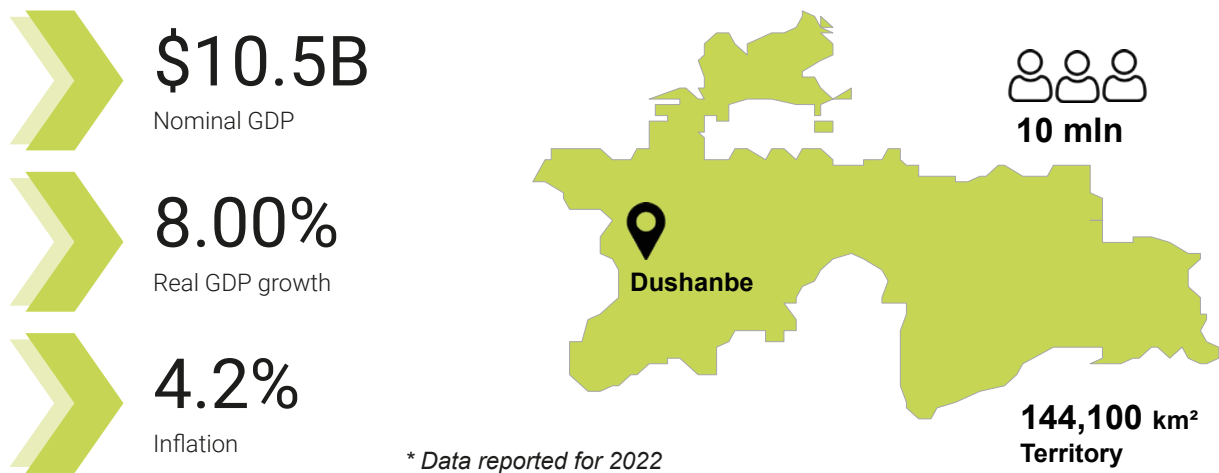 $10.5B
Nominal GDP
8.00%
Real GDP growth
4.2%
Inflation
* Data reported for 2022
Dushanbe
10 mln
144,100 km²
Territory